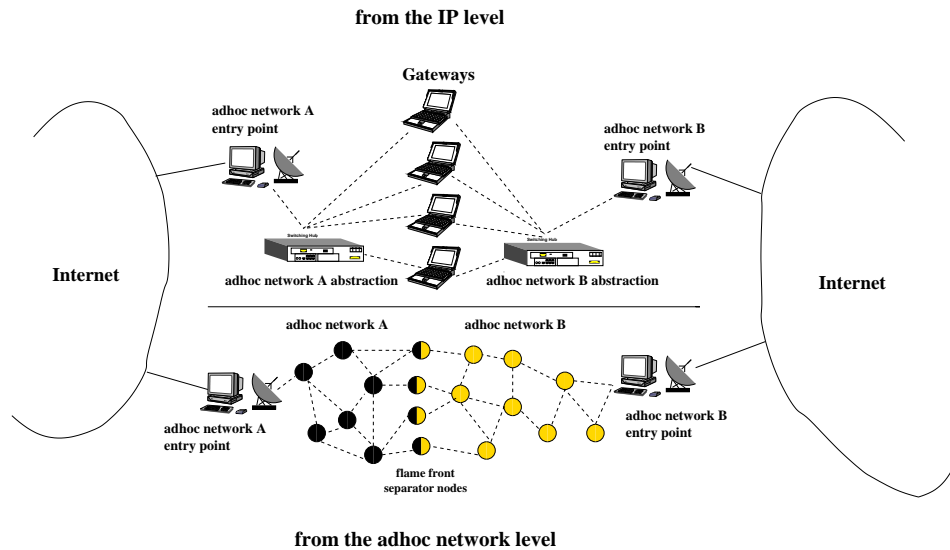 from the IP level
Gateways
adhoc network A
entry point
adhoc network B
entry point
Switching Hub
Switching Hub
Internet
adhoc network A abstraction
adhoc network B abstraction
Internet
adhoc network A
adhoc network B
adhoc network A
entry point
adhoc network B
entry point
flame front
separator nodes
from the adhoc network level